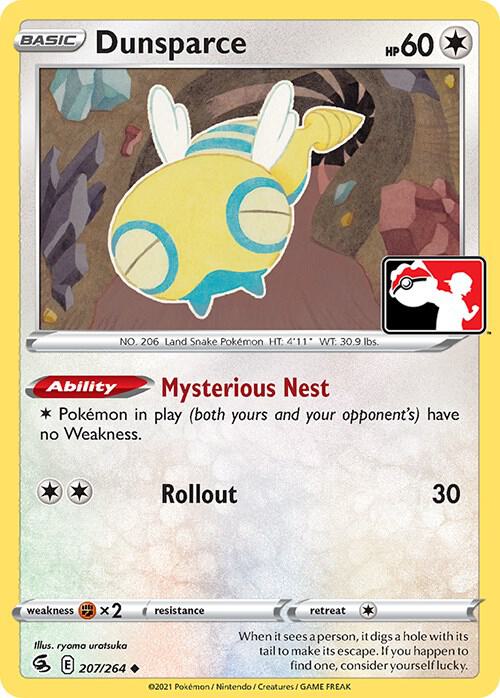 BASIC Dunsparce HP 60
NO. 206 Land Snake Pokémon HT: 4'11" WT: 30.9 lbs.
Ability Mysterious Nest
Pokémon in play (both yours and your opponent's) have
no Weakness.
Rollout 30
weakness ×2 resistance retreat
Illus. ryoma uratsuka
When it sees a person, it digs a hole with its
tail to make its escape. If you happen to
find one, consider yourself lucky.
E 207/264
©2021 Pokémon / Nintendo / Creatures / GAME FREAK